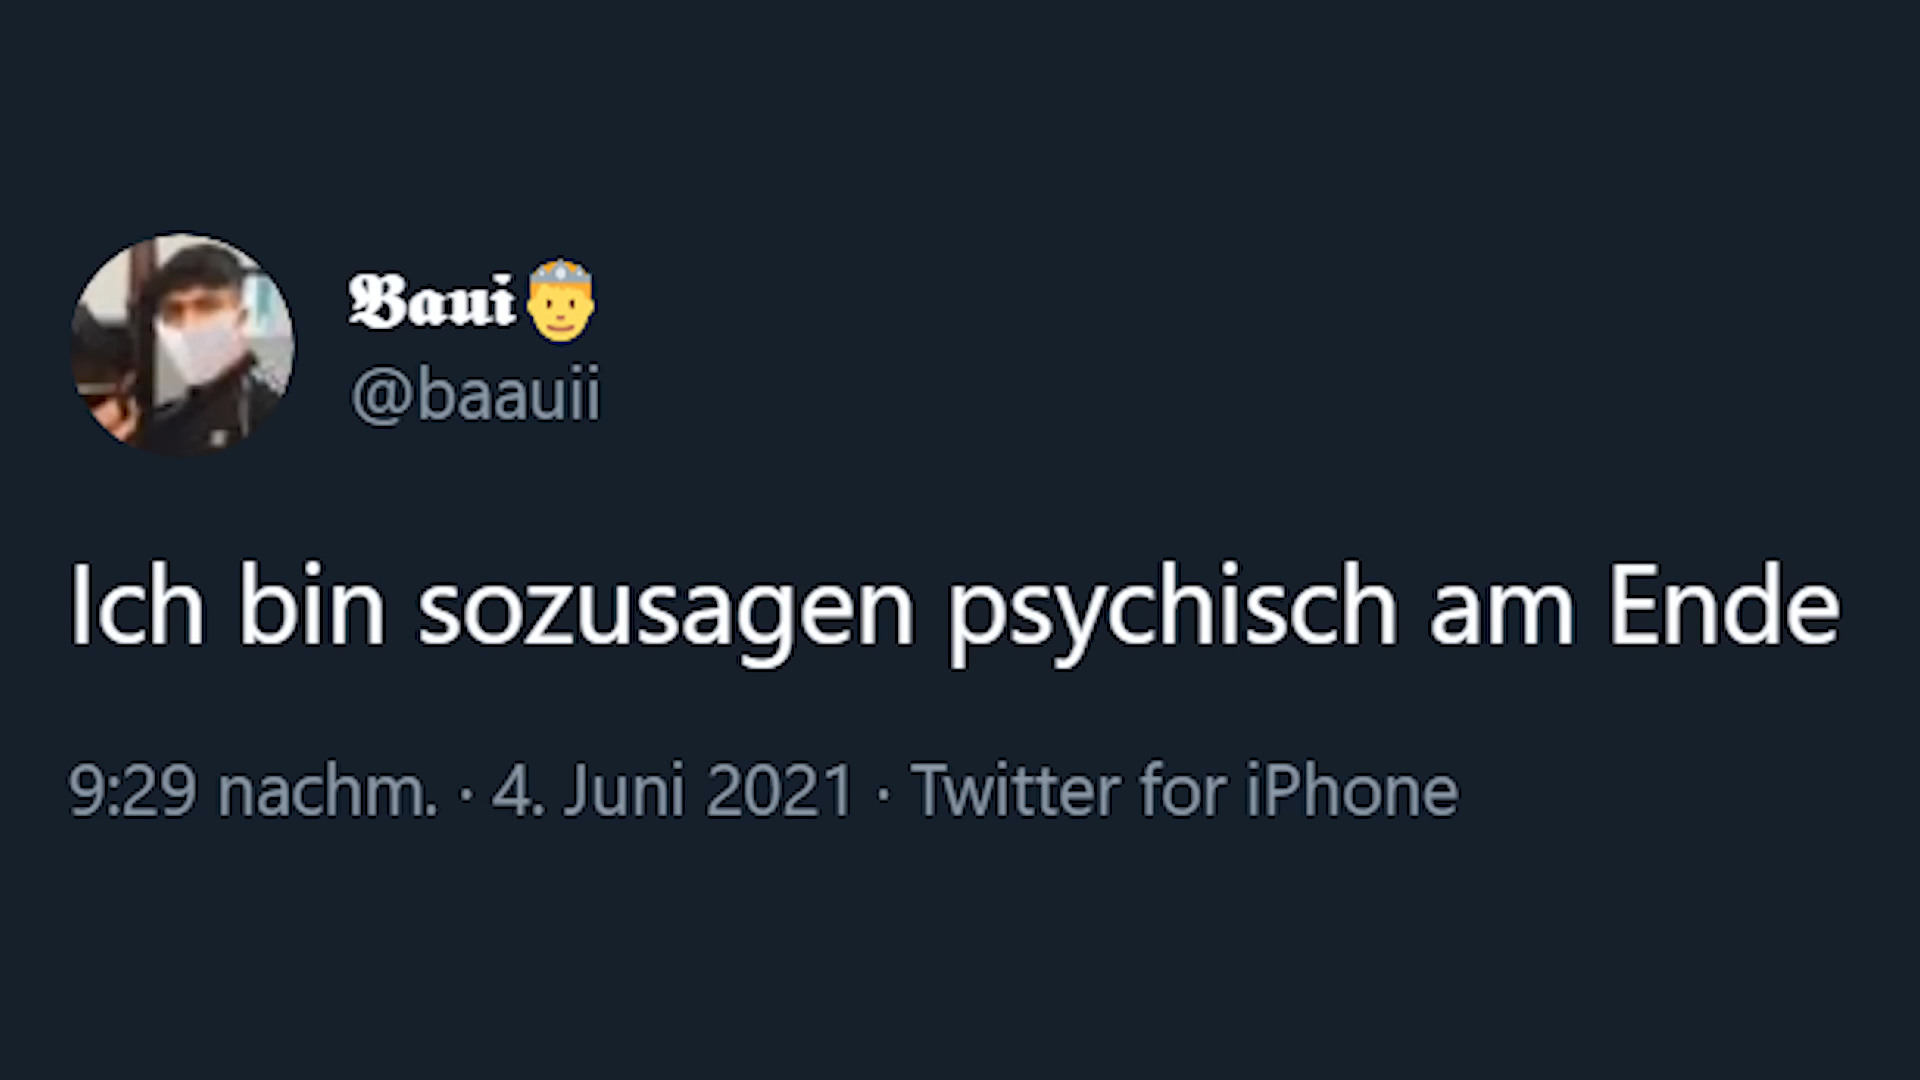 𝕭𝖆𝖚𝖎🤴
@baauii
Ich bin sozusagen psychisch am Ende
9:29 nachm. · 4. Juni 2021 · Twitter for iPhone